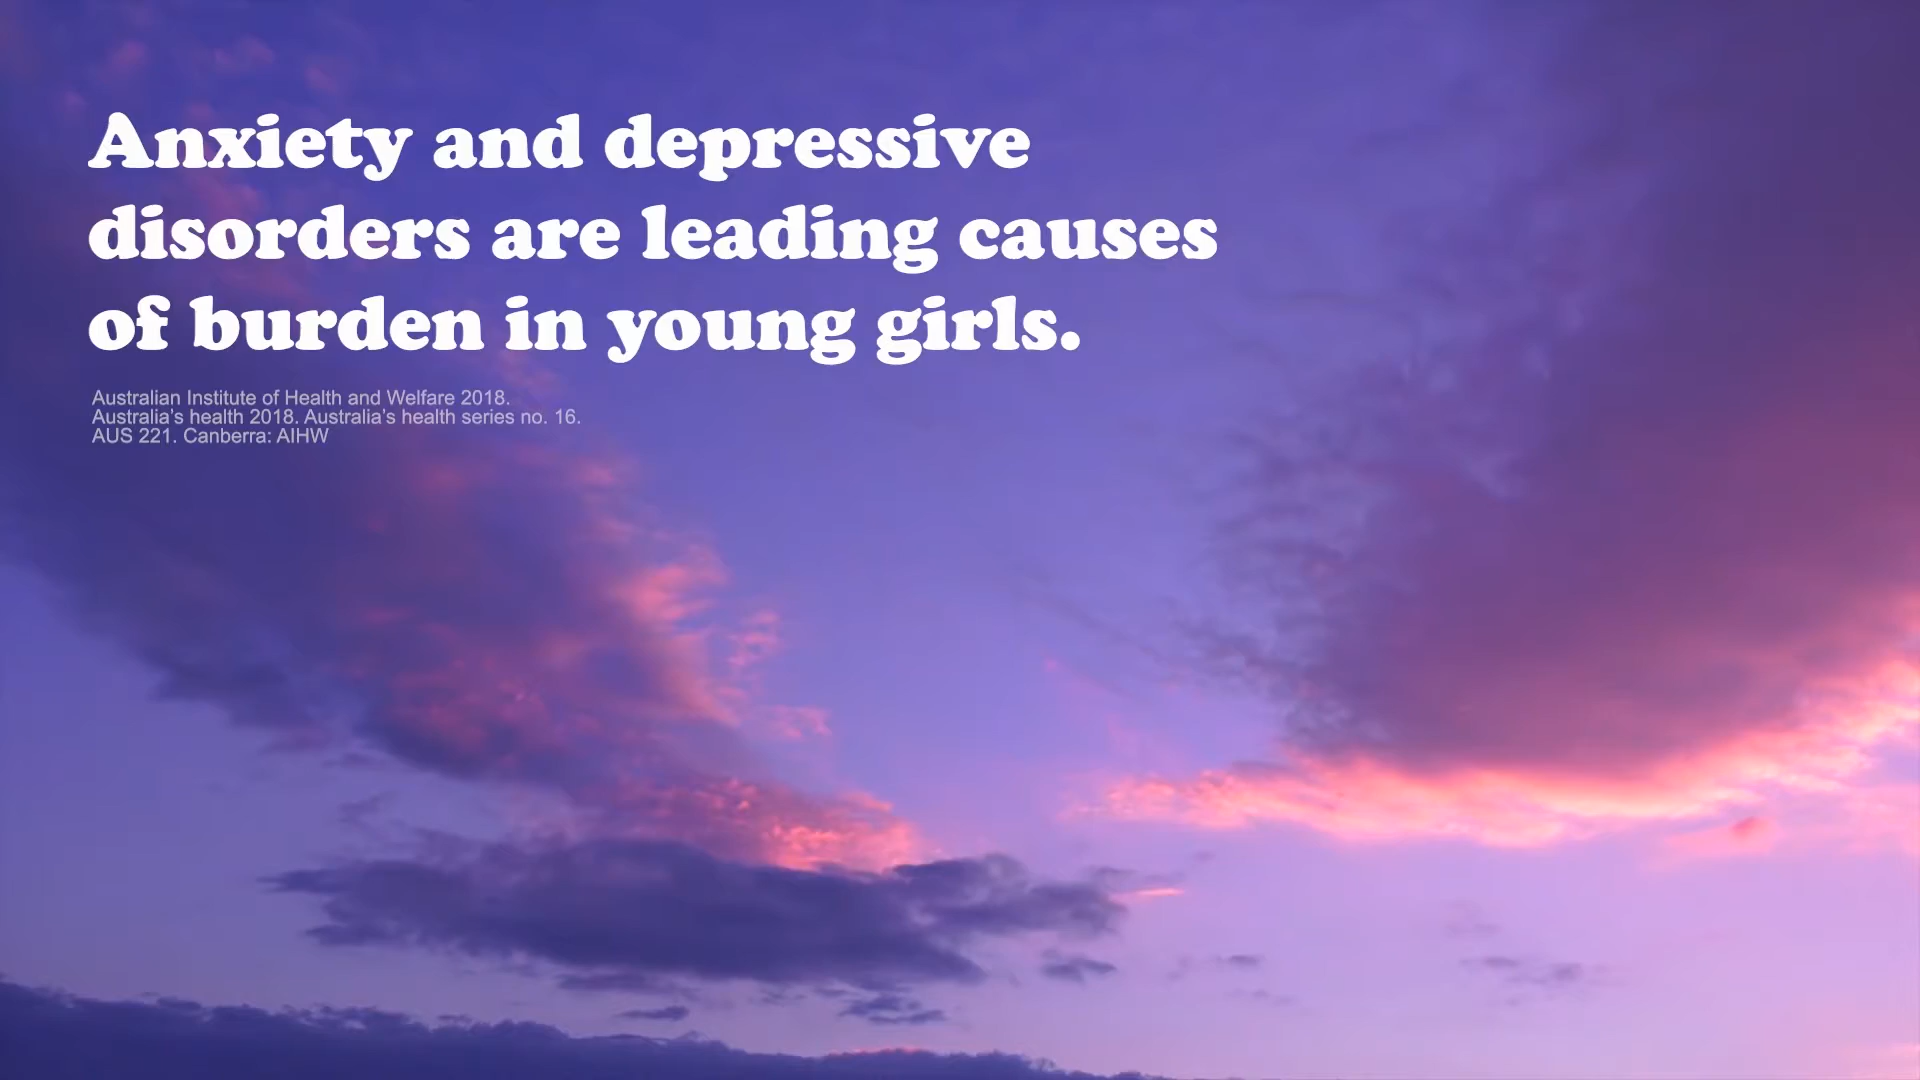 Anxiety and depressive
disorders are leading causes
of burden in young girls.
Australian Institute of Health and Welfare 2018.
Australia's health 2018. Australia's health series no. 16.
AUS 221. Canberra: AIHW